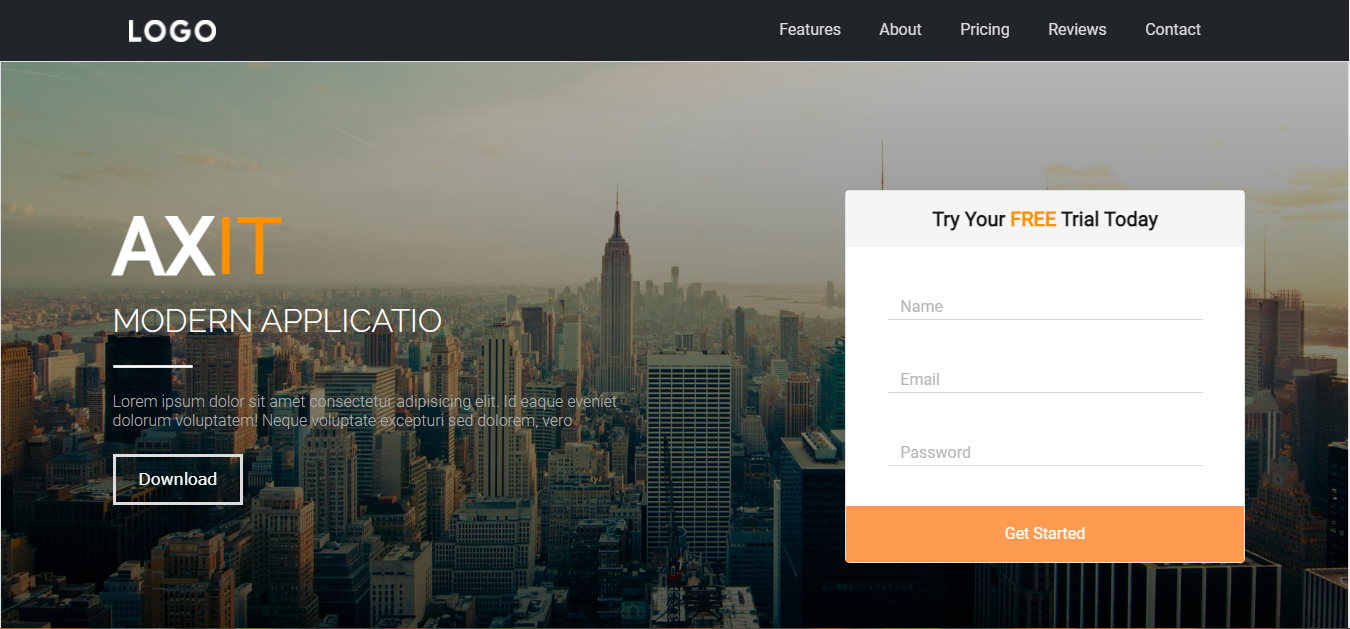 LOGO
Features About Pricing Reviews Contact
AXIT
MODERN APPLICATIO
Lorem ipsum dolor sit amet consectetur adipisicing elit. Id eaque eveniet
dolorum voluptatem! Neque voluptate excepturi sed dolorem, vero
Download
Try Your FREE Trial Today
Name
Email
Password
Get Started